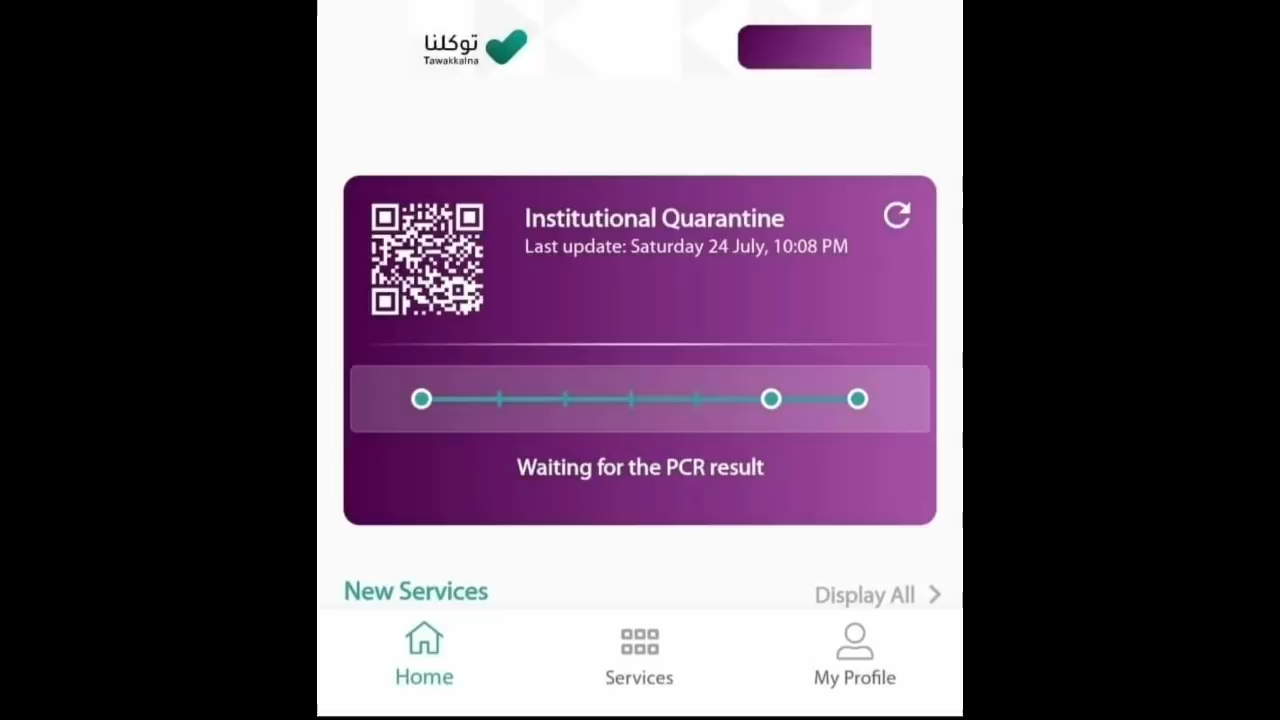 توكلنا
Tawakkalna
Institutional Quarantine
Last update: Saturday 24 July, 10:08 PM
Waiting for the PCR result
New Services
Display All
Home
Services
My Profile